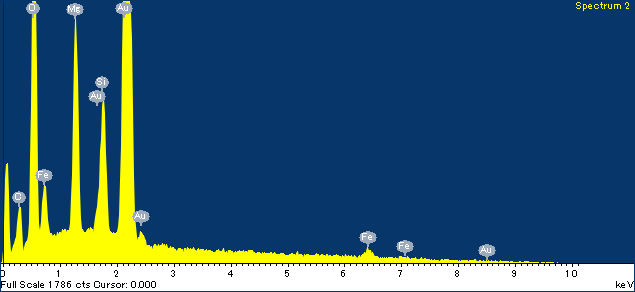 Spectrum 2
O Mg Au
Si
Au
Fe
C
Au
Fe
Fe
Au
0 1 2 3 4 5 6 7 8 9 10
Full Scale 1786 cts Cursor: 0.000 keV